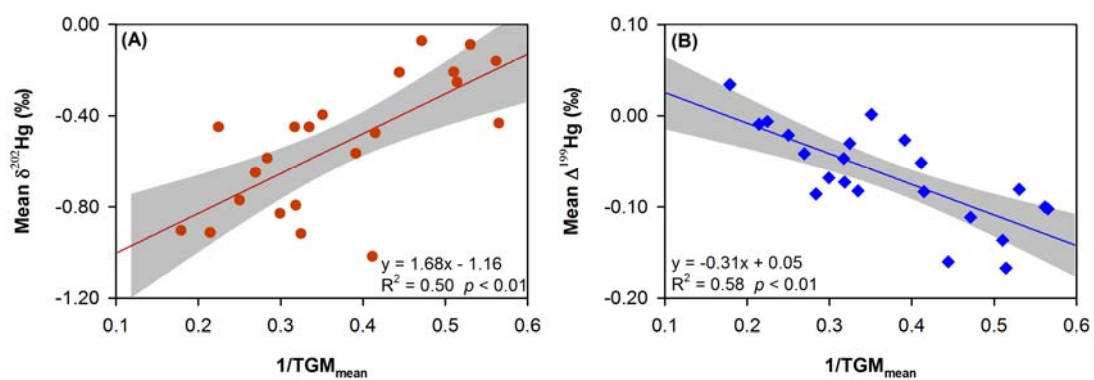 (A)
0.00
-0.40
-0.80
-1.20
Mean δ²⁰²Hg (‰)
y = 1.68x - 1.16
R² = 0.50 p < 0.01
0.1 0.2 0.3 0.4 0.5 0.6
1/TGMmean
(B)
0.10
0.00
-0.10
-0.20
Mean Δ¹⁹⁹Hg (‰)
y = -0.31x + 0.05
R² = 0.58 p < 0.01
0.1 0.2 0.3 0.4 0.5 0.6
1/TGMmean